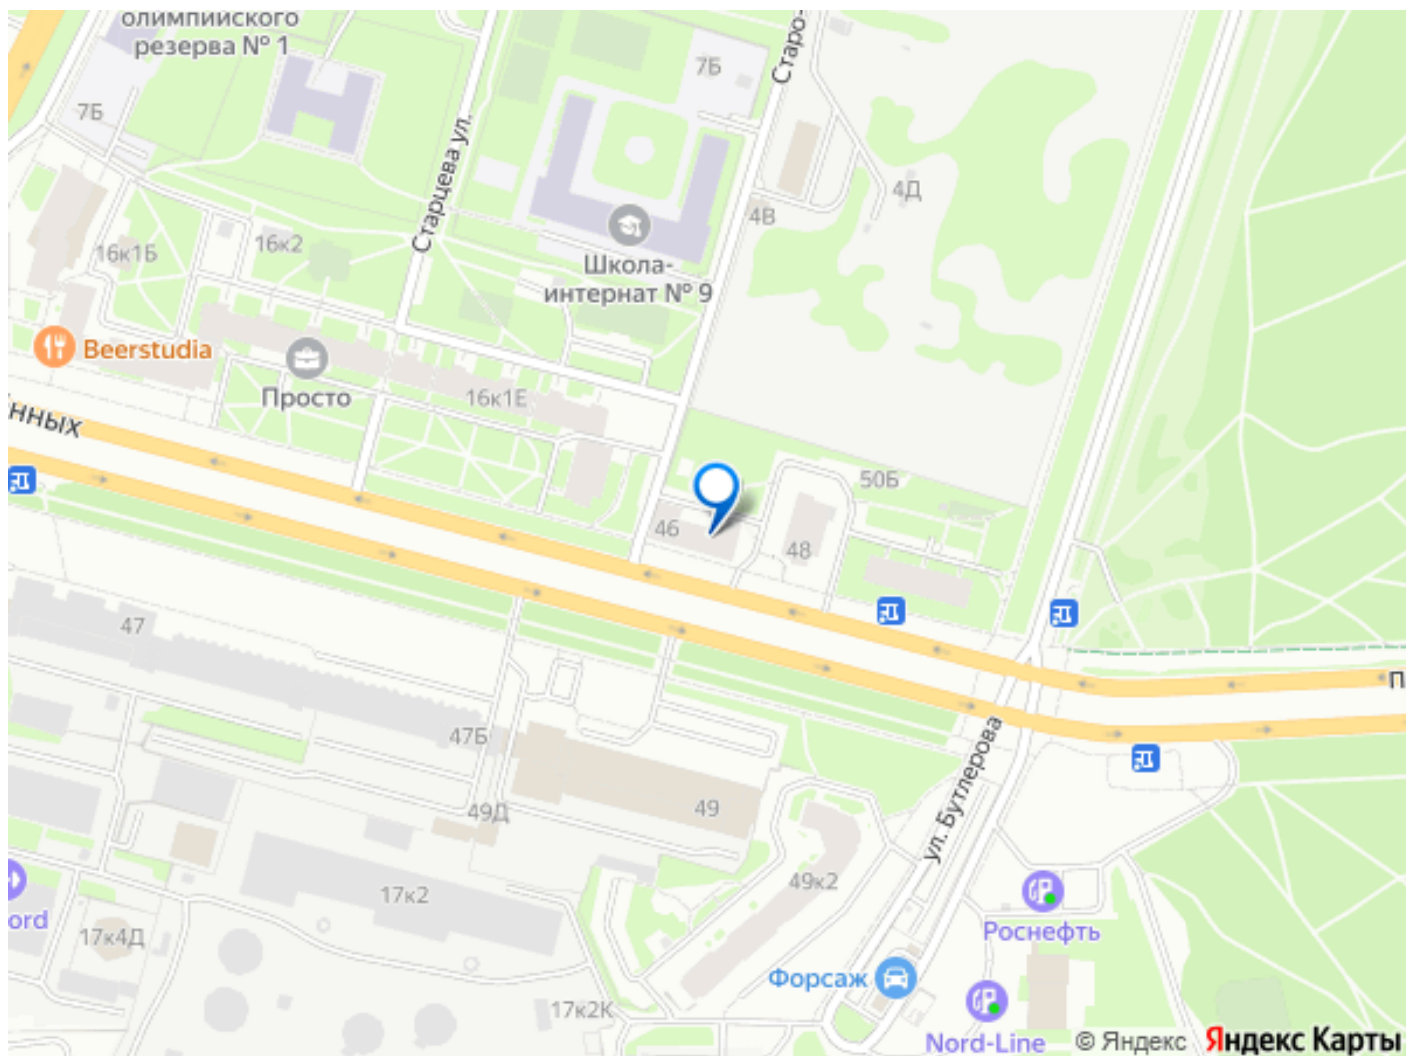 олимпийского
резерва № 1
7Б
7Б
Старо-
Старцева ул.
4Д
4В
16к1Б
16к2
Школа-
интернат № 9
Beerstudia
Просто
16к1Е
нных
50Б
46
48
47
47Б
49Д
49
ул. Бутлерова
П
49к2
17к2
ord
17к4Д
17к2К
Роснефть
Форсаж
Nord-Line
© Яндекс Яндекс Карты